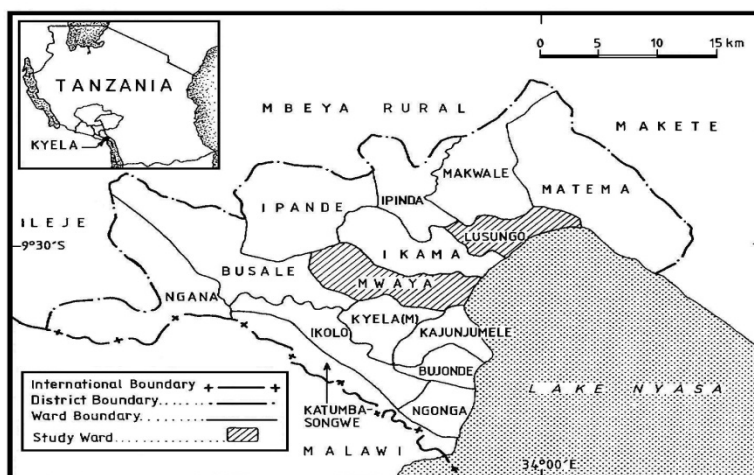 TANZANIA
KYELA
0 5 10 15 km
MBEYA RURAL
MAKETE
MAKWALE
MATEMA
IPINDA
IPANDE
ILEJE
LUSUNGO
9°30'S
IKAMA
BUSALE
MWAYA
NGANA
KYELA(M)
IKOLO
KAJUNJUMELE
BUJONDE
International Boundary
District Boundary
Ward Boundary
Study Ward
LAKE NYASA
NGONGA
KATUMBA-
SONGWE
MALAWI
34°00'E